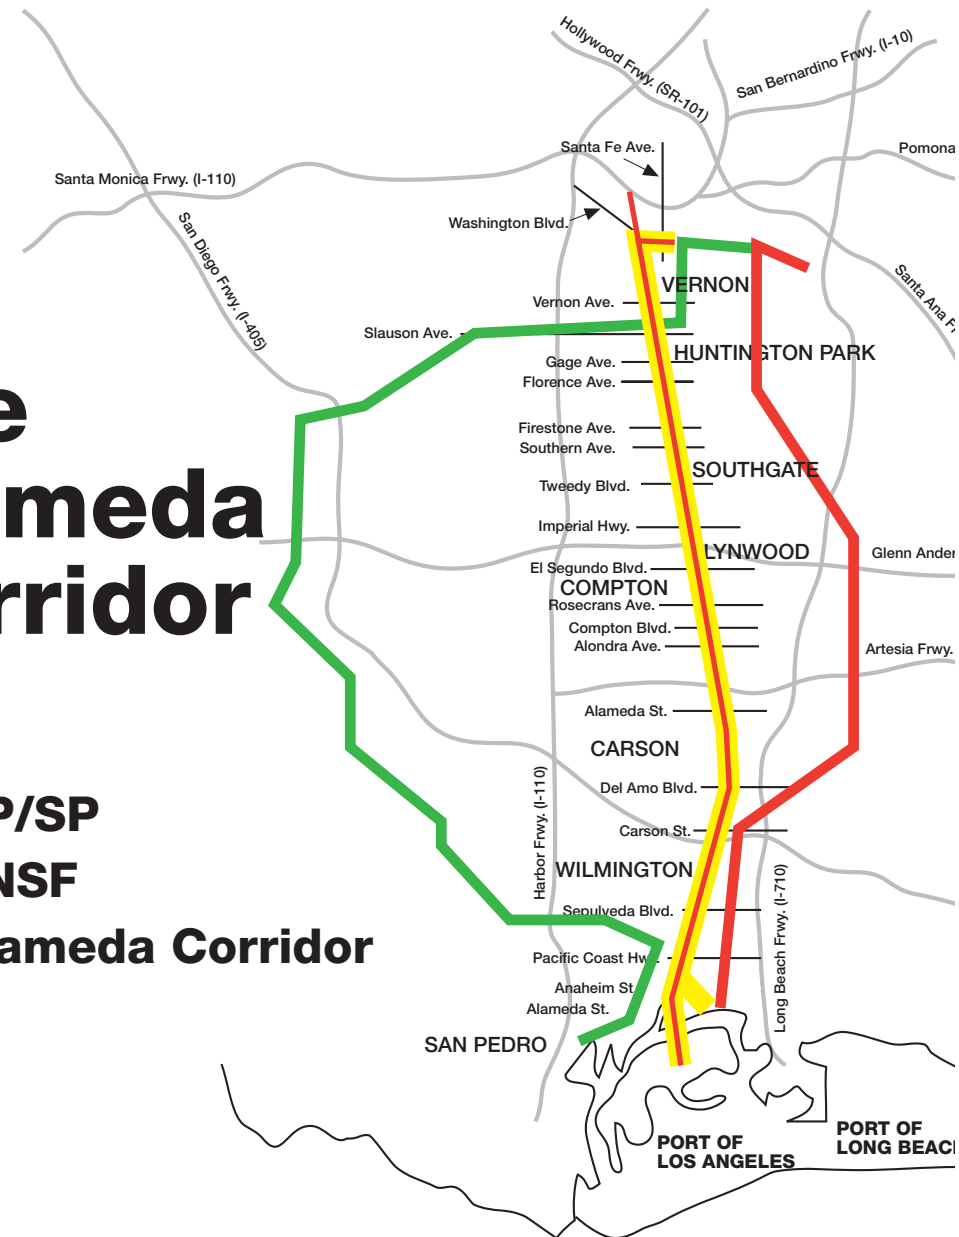 Hollywood Frwy. (SR-101)
San Bernardino Frwy. (I-10)
Santa Fe Ave.
Pomona
Santa Monica Frwy. (I-110)
Washington Blvd.
San Diego Frwy. (I-405)
Santa Ana Fr
VERNON
Vernon Ave.
Slauson Ave.
HUNTINGTON PARK
Gage Ave.
Florence Ave.
e
Firestone Ave.
Southern Ave.
SOUTHGATE
Tweedy Blvd.
meda
Imperial Hwy.
LYNWOOD
Glenn Ander
El Segundo Blvd.
COMPTON
Rosecrans Ave.
rridor
Compton Blvd.
Alondra Ave.
Artesia Frwy.
Alameda St.
CARSON
Del Amo Blvd.
P/SP
Carson St.
Harbor Frwy. (I-110)
WILMINGTON
NSF
Long Beach Frwy. (I-710)
Sepulveda Blvd.
ameda Corridor
Pacific Coast Hw.
Anaheim St
Alameda St.
SAN PEDRO
PORT OF
LOS ANGELES
PORT OF
LONG BEACH